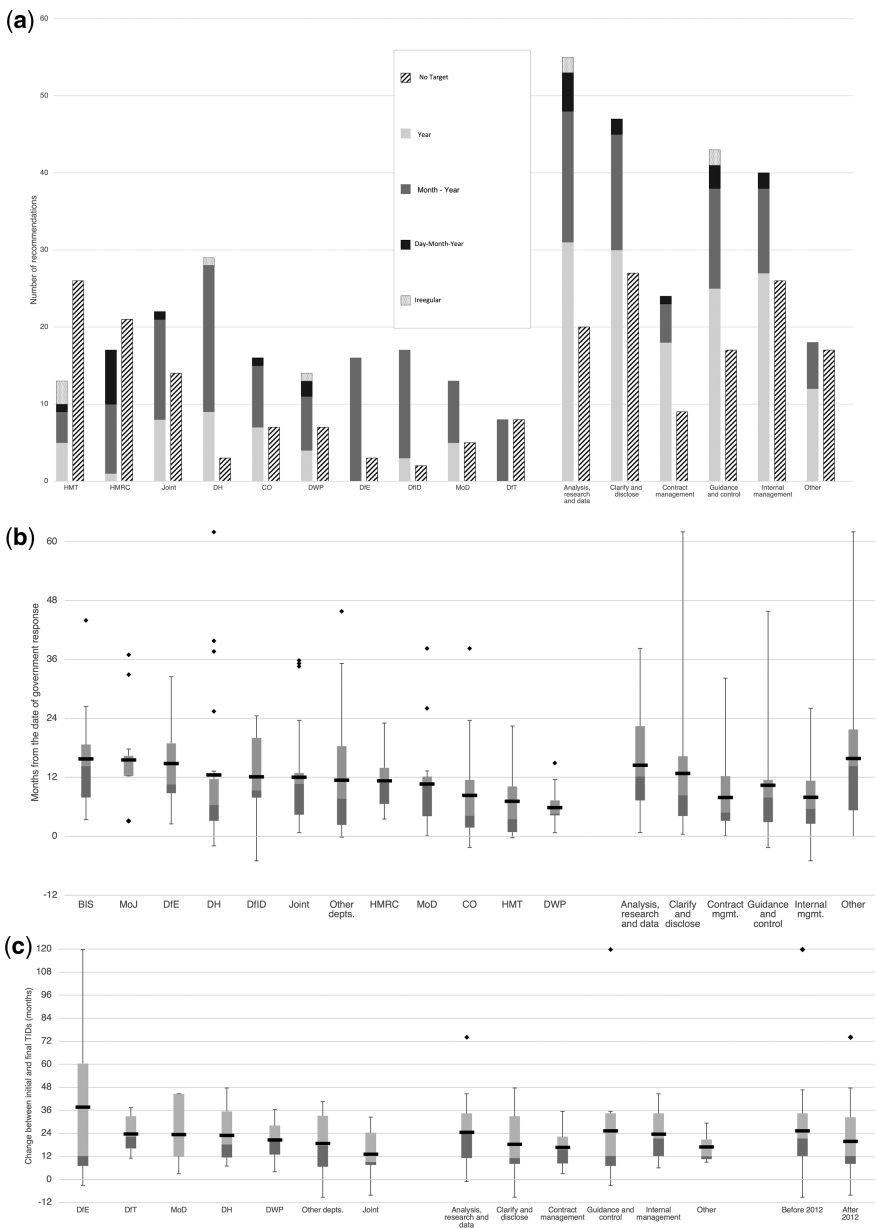 (a)
60
50
40
30
20
10
0
Number of recommendations
No Target
Year
Month - Year
Day-Month-Year
Ireegular
HMT HMRC Joint DH CO DWP DfE DfID MoD DfT Analysis, research and data Clarify and disclose Contract management Guidance and control Internal management Other
(b)
60
48
36
24
12
0
-12
Months from the date of government response
BIS MoJ DfE DH DfID Joint Other depts. HMRC MoD CO HMT DWP Analysis, research and data Clarify and disclose Contract mgmt. Guidance and control Internal mgmt. Other
(c)
120
108
96
84
72
60
48
36
24
12
0
-12
Change between initial and final TIDs (months)
DfE DfT MoD DH DWP Other depts. Joint Analysis, research and data Clarify and disclose Contract management Guidance and control Internal management Other Before 2012 After 2012